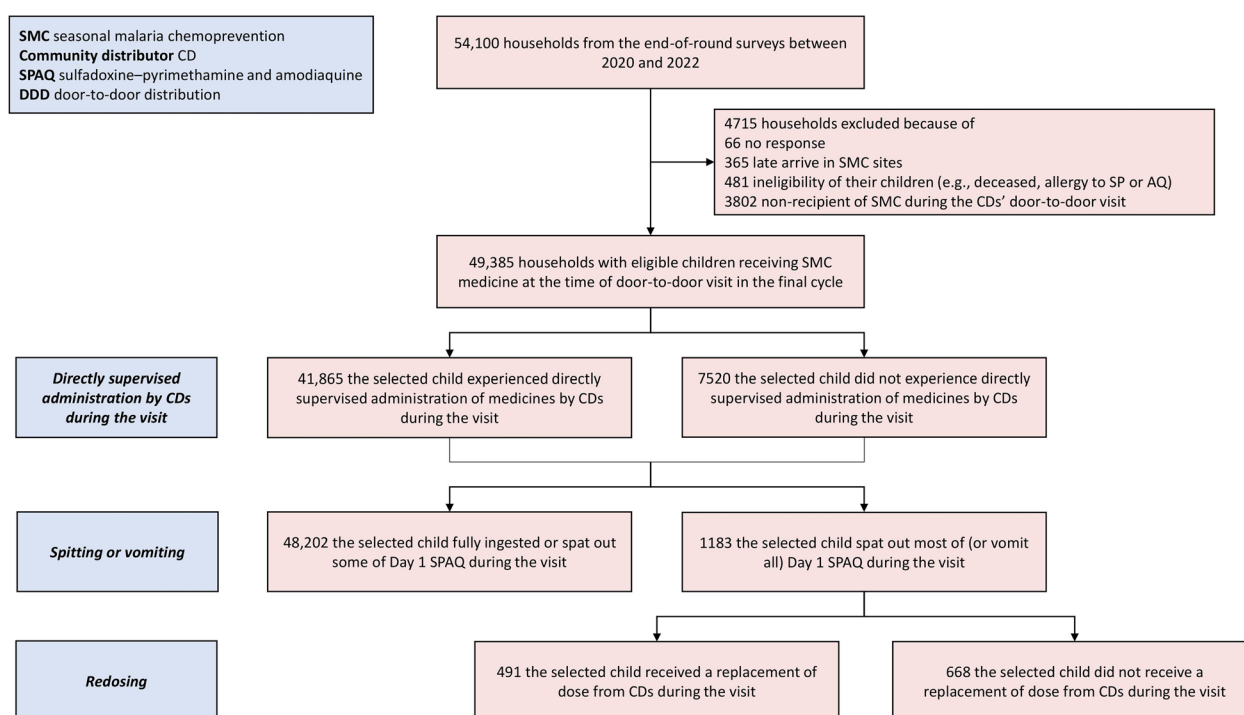 SMC seasonal malaria chemoprevention
Community distributor CD
SPAQ sulfadoxine–pyrimethamine and amodiaquine
DDD door-to-door distribution
54,100 households from the end-of-round surveys between
2020 and 2022
4715 households excluded because of
66 no response
365 late arrive in SMC sites
481 ineligibility of their children (e.g., deceased, allergy to SP or AQ)
3802 non-recipient of SMC during the CDs’ door-to-door visit
49,385 households with eligible children receiving SMC
medicine at the time of door-to-door visit in the final cycle
Directly supervised
administration by CDs
during the visit
41,865 the selected child experienced directly
supervised administration of medicines by CDs
during the visit
7520 the selected child did not experience directly
supervised administration of medicines by CDs
during the visit
Spitting or vomiting
48,202 the selected child fully ingested or spat out
some of Day 1 SPAQ during the visit
1183 the selected child spat out most of (or vomit
all) Day 1 SPAQ during the visit
Redosing
491 the selected child received a replacement of
dose from CDs during the visit
668 the selected child did not receive a
replacement of dose from CDs during the visit